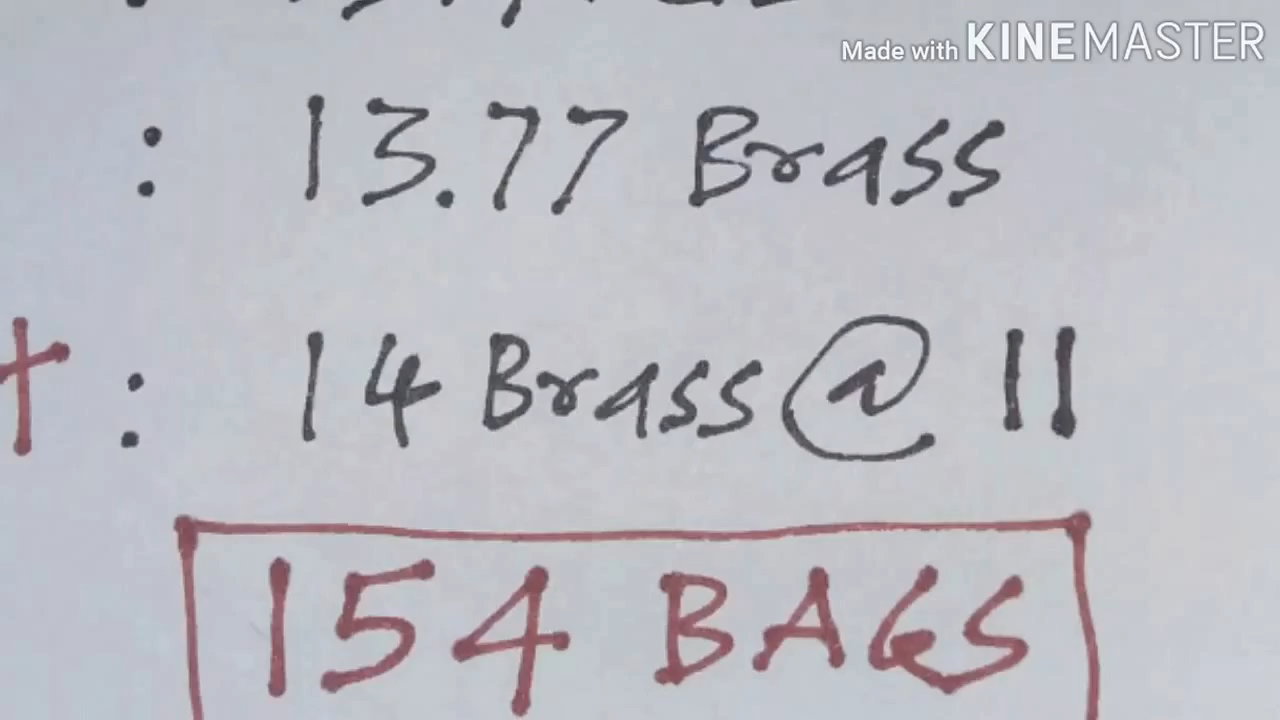 Made with KINEMASTER
: 13.77 Brass
: 14 Brass @ 11
154 BAGS